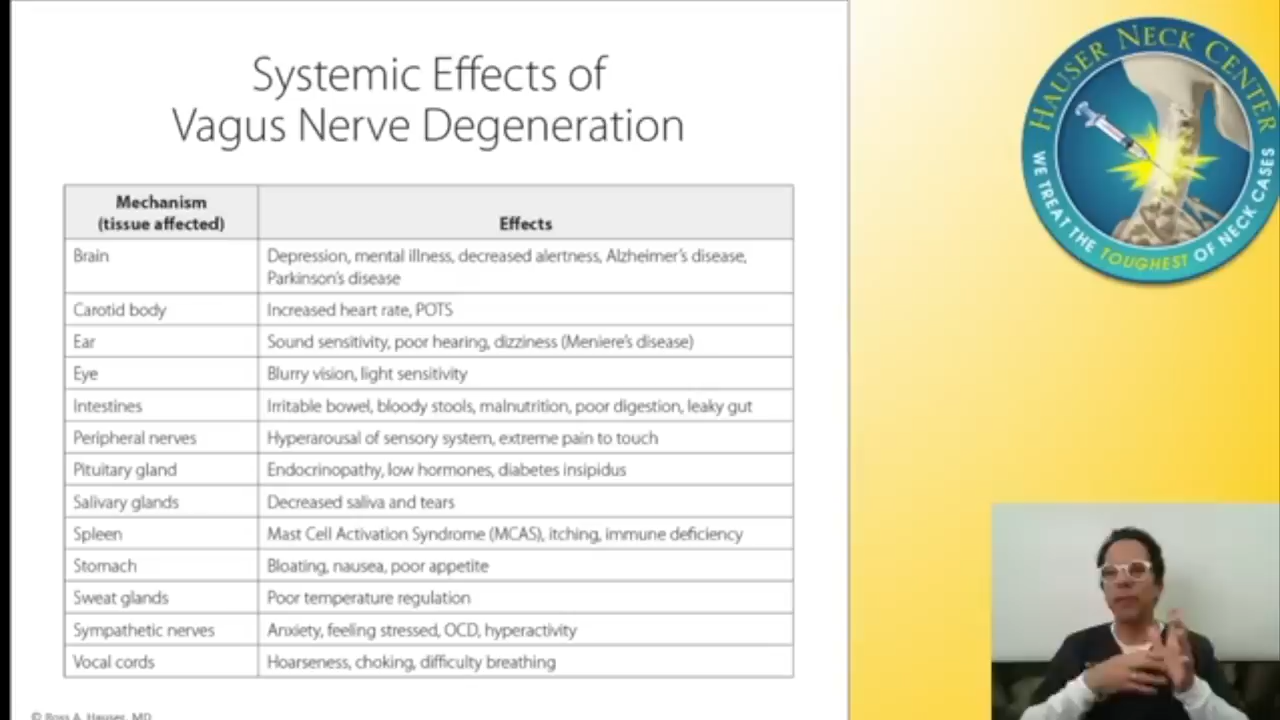 Systemic Effects of
Vagus Nerve Degeneration
Mechanism
(tissue affected)
Effects
Brain
Depression, mental illness, decreased alertness, Alzheimer's disease,
Parkinson's disease
Carotid body
Increased heart rate, POTS
Ear
Sound sensitivity, poor hearing, dizziness (Meniere's disease)
Eye
Blurry vision, light sensitivity
Intestines
Irritable bowel, bloody stools, malnutrition, poor digestion, leaky gut
Peripheral nerves
Hyperarousal of sensory system, extreme pain to touch
Pituitary gland
Endocrinopathy, low hormones, diabetes insipidus
Salivary glands
Decreased saliva and tears
Spleen
Mast Cell Activation Syndrome (MCAS), itching, immune deficiency
Stomach
Bloating, nausea, poor appetite
Sweat glands
Poor temperature regulation
Sympathetic nerves
Anxiety, feeling stressed, OCD, hyperactivity
Vocal cords
Hoarseness, choking, difficulty breathing
© Ross A. Hauser, MD
HAUSER NECK CENTER
WE TREAT THE TOUGHEST OF NECK CASES